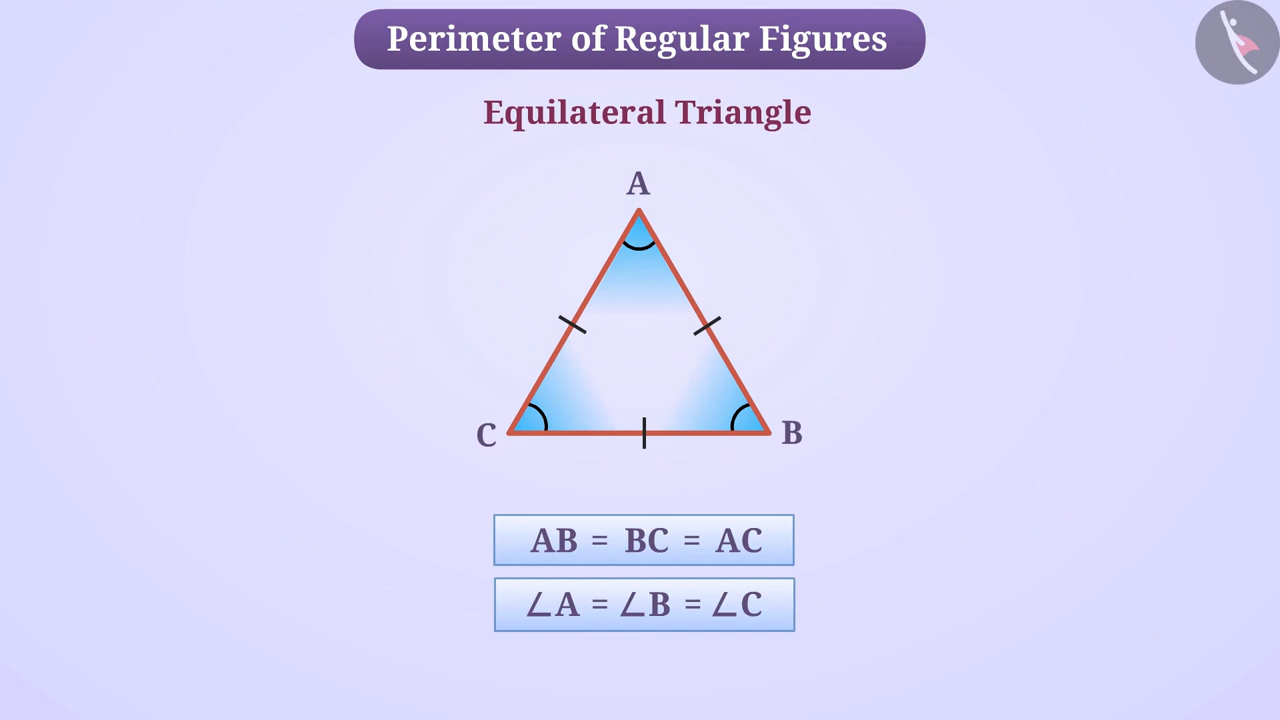 Perimeter of Regular Figures
Equilateral Triangle
A
C
B
AB = BC = AC
∠A = ∠B = ∠C